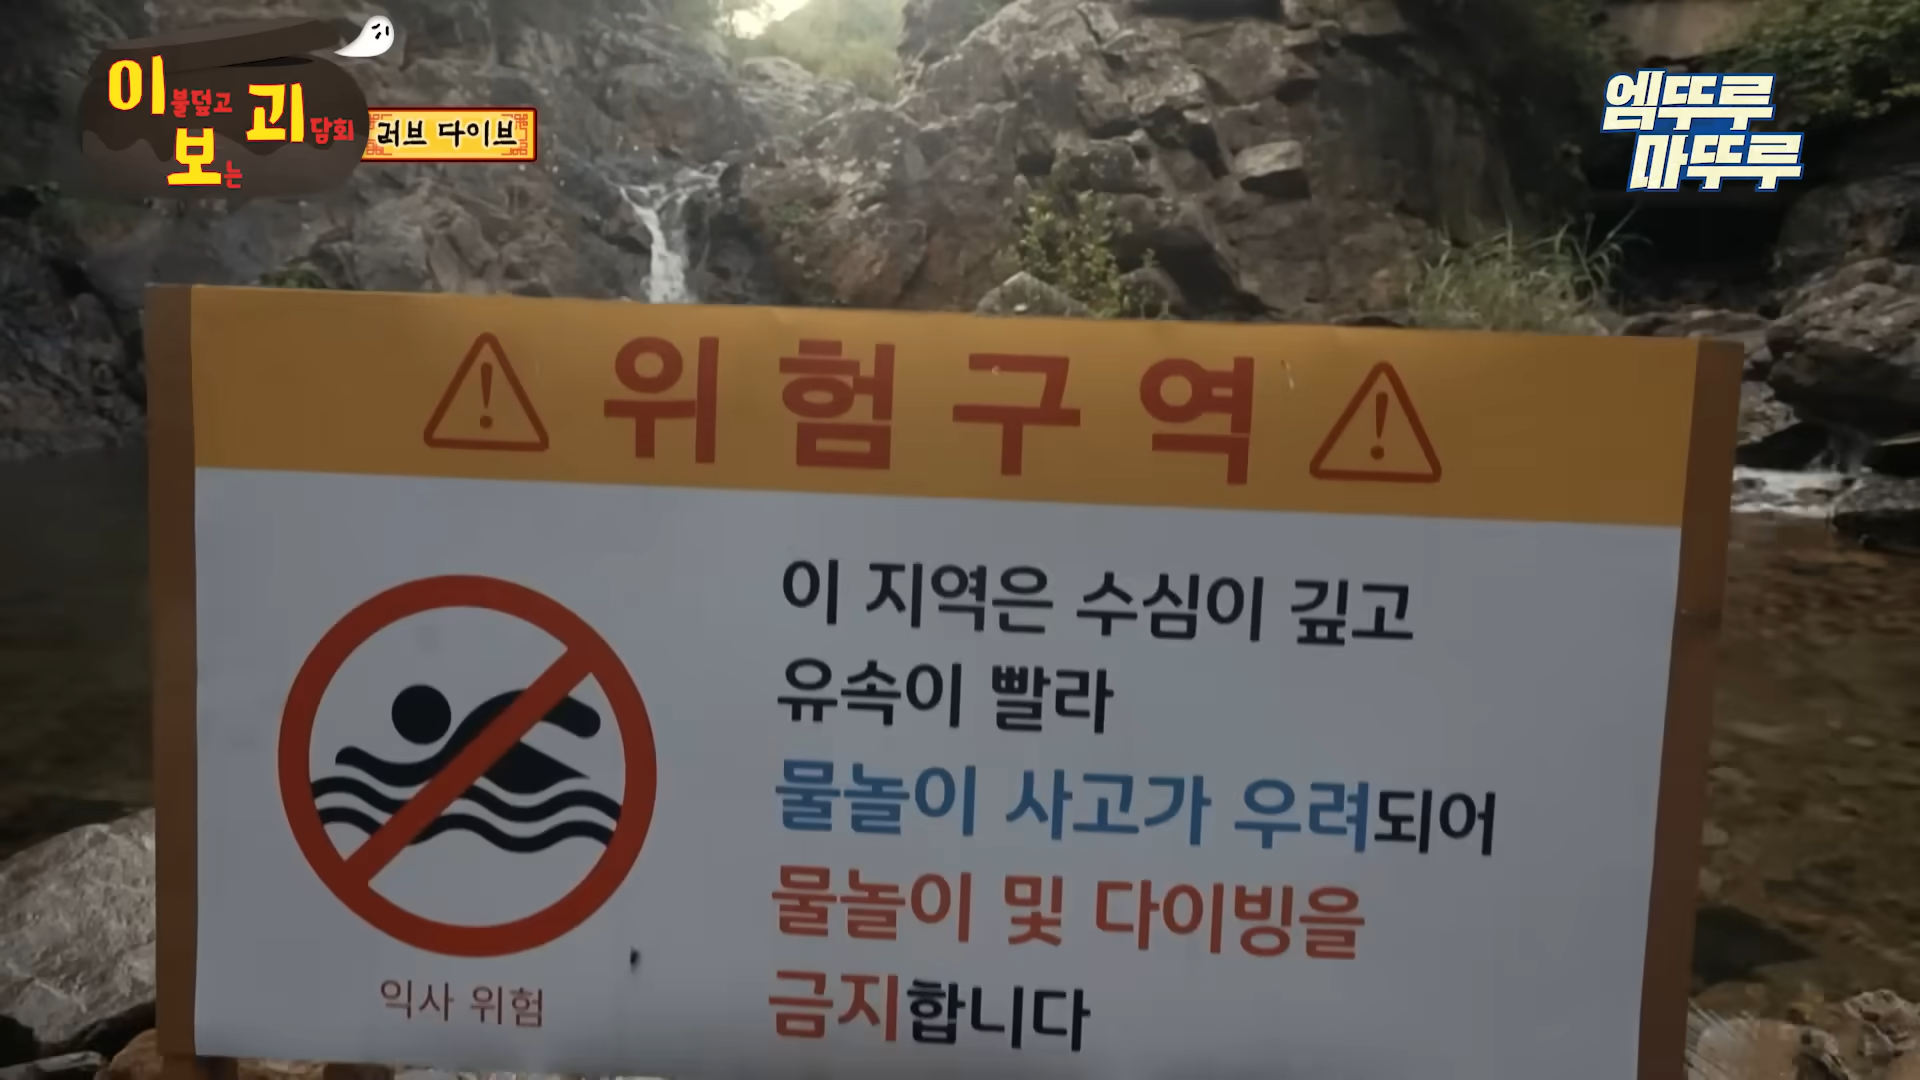 이불덮고
보는 괴담회
러브 다이브
엠뚜루
마뚜루
위험구역
이 지역은 수심이 깊고
유속이 빨라
물놀이 사고가 우려되어
물놀이 및 다이빙을
금지합니다
익사 위험